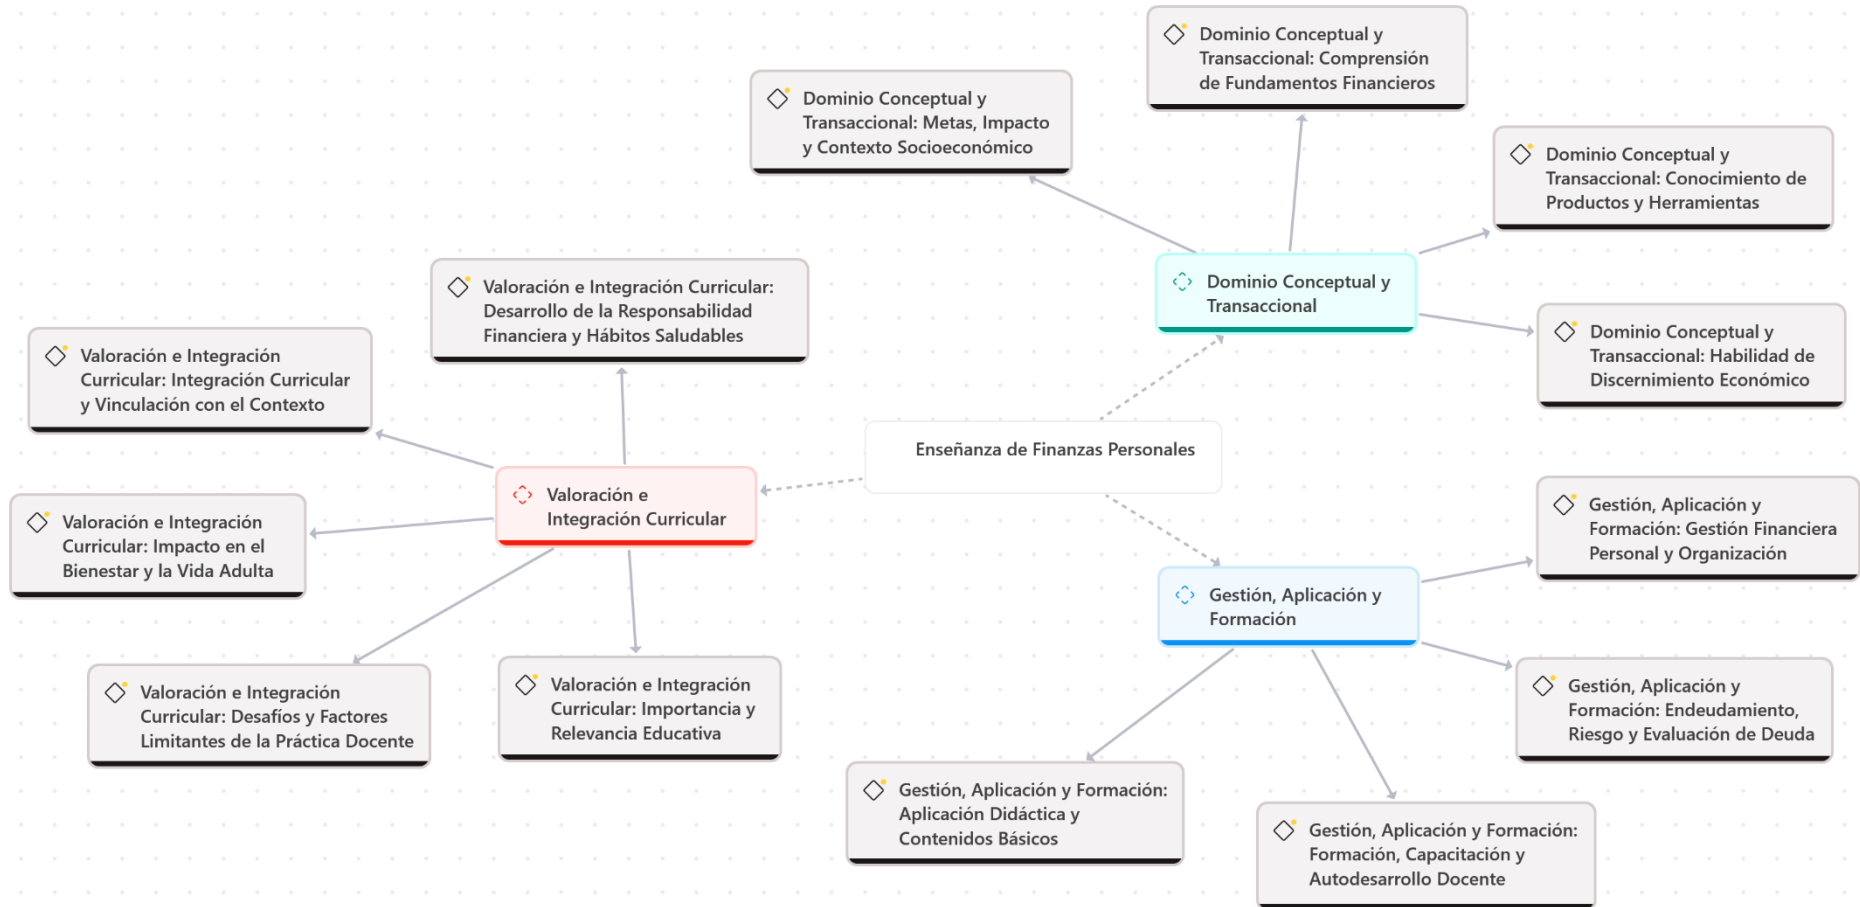 Dominio Conceptual y
Transaccional: Comprensión
de Fundamentos Financieros
Dominio Conceptual y
Transaccional: Metas, Impacto
y Contexto Socioeconómico
Dominio Conceptual y
Transaccional: Conocimiento de
Productos y Herramientas
Dominio Conceptual y
Transaccional
Dominio Conceptual y
Transaccional: Habilidad de
Discernimiento Económico
Valoración e Integración Curricular:
Desarrollo de la Responsabilidad
Financiera y Hábitos Saludables
Valoración e Integración
Curricular: Integración Curricular
y Vinculación con el Contexto
Enseñanza de Finanzas Personales
Valoración e
Integración Curricular
Valoración e Integración
Curricular: Impacto en el
Bienestar y la Vida Adulta
Gestión, Aplicación y
Formación: Gestión Financiera
Personal y Organización
Gestión, Aplicación y
Formación
Valoración e Integración
Curricular: Desafíos y Factores
Limitantes de la Práctica Docente
Valoración e Integración
Curricular: Importancia y
Relevancia Educativa
Gestión, Aplicación y
Formación: Endeudamiento,
Riesgo y Evaluación de Deuda
Gestión, Aplicación y Formación:
Aplicación Didáctica y
Contenidos Básicos
Gestión, Aplicación y Formación:
Formación, Capacitación y
Autodesarrollo Docente